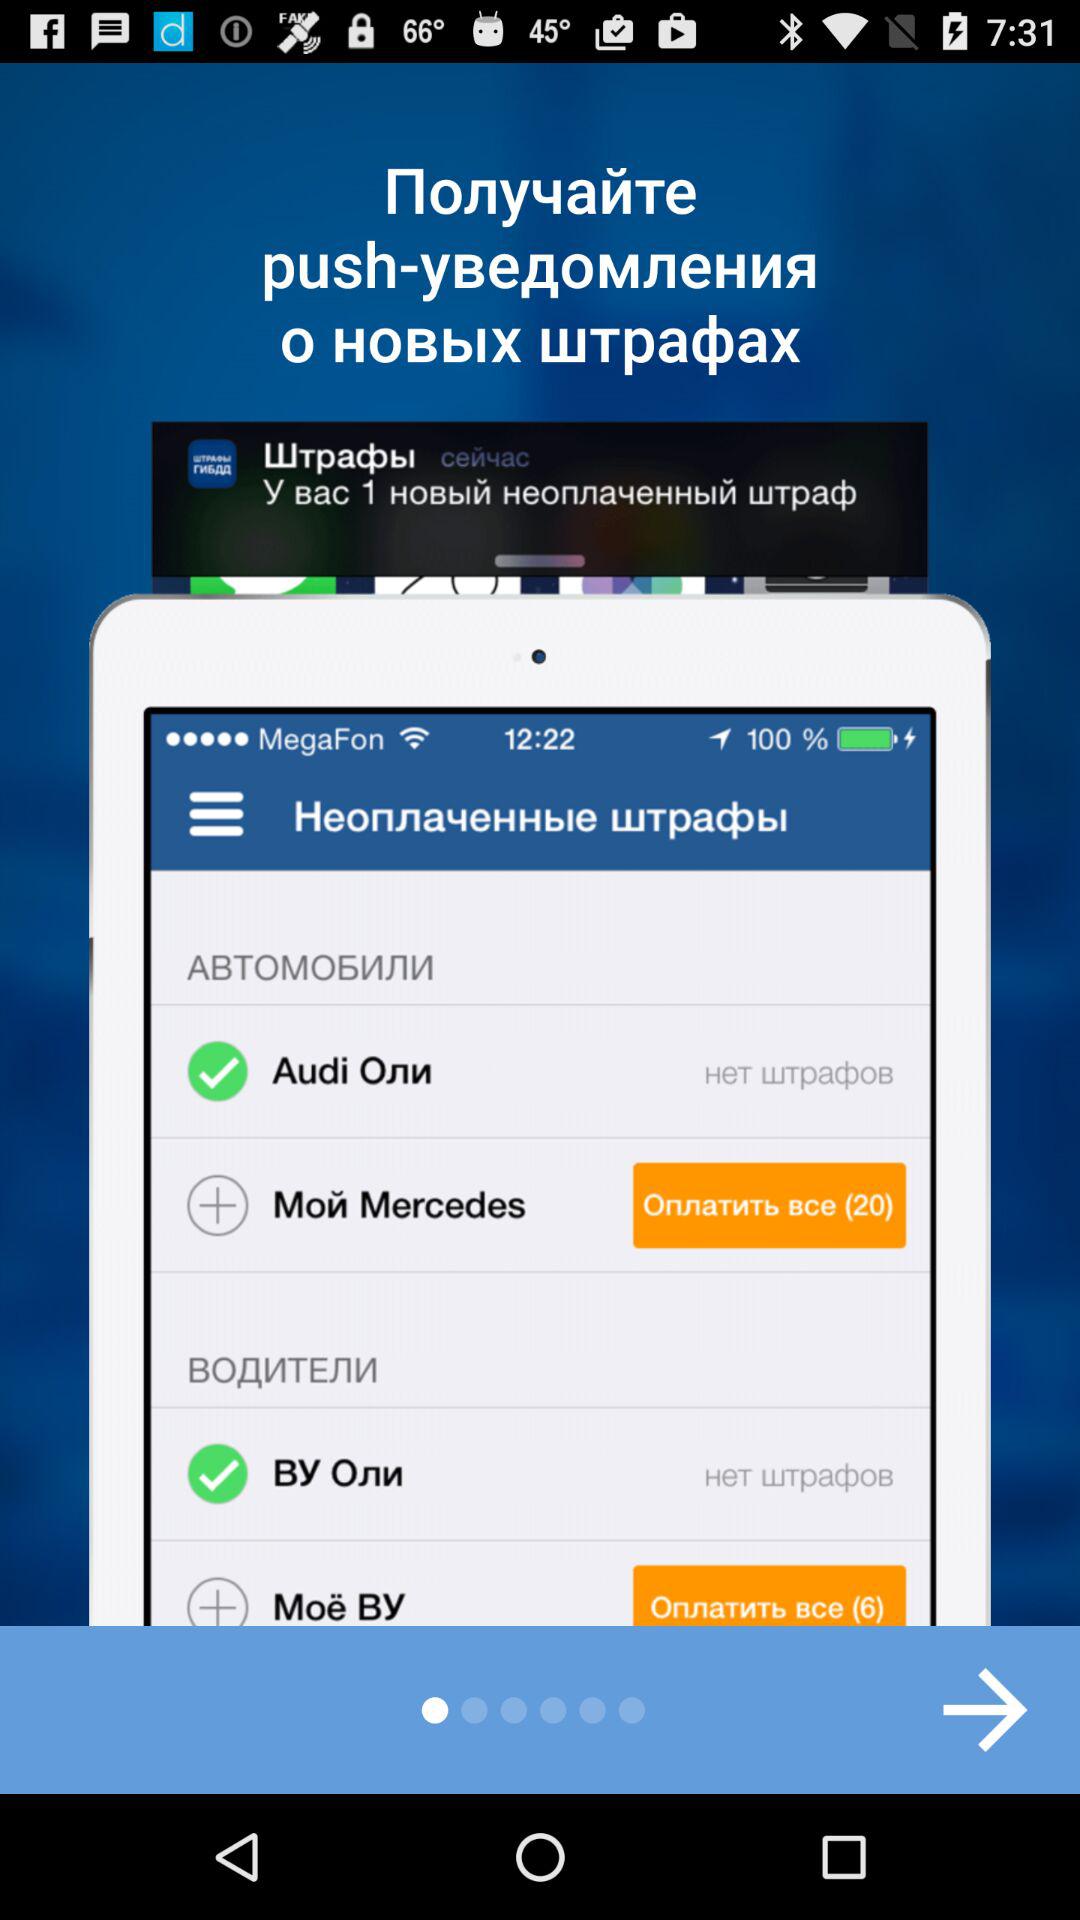 FAKE
66°
45°
7:31
Получайте
push-уведомления
о новых штрафах
ШТРАФЫ
ГИБДД
Штрафы сейчас
У вас 1 новый неоплаченный штраф
MegaFon 12:22 100 %
Неоплаченные штрафы
АВТОМОБИЛИ
Audi Оли нет штрафов
Мой Mercedes Оплатить все (20)
ВОДИТЕЛИ
ВУ Оли нет штрафов
Моё ВУ Оплатить все (6)